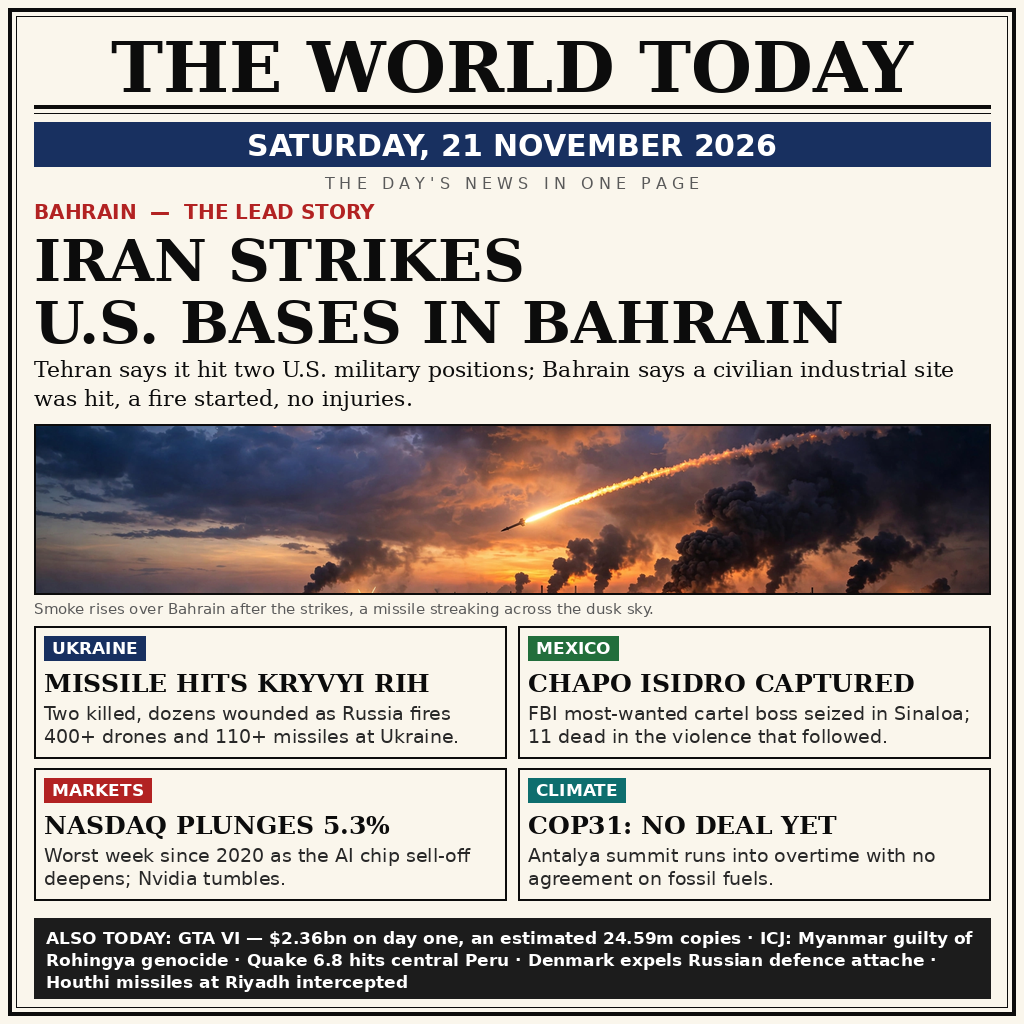 THE WORLD TODAY
SATURDAY, 21 NOVEMBER 2026
THE DAY'S NEWS IN ONE PAGE
BAHRAIN — THE LEAD STORY
IRAN STRIKES
U.S. BASES IN BAHRAIN
Tehran says it hit two U.S. military positions; Bahrain says a civilian industrial site
was hit, a fire started, no injuries.
Smoke rises over Bahrain after the strikes, a missile streaking across the dusk sky.
UKRAINE
MISSILE HITS KRYVYI RIH
Two killed, dozens wounded as Russia fires
400+ drones and 110+ missiles at Ukraine.
MEXICO
CHAPO ISIDRO CAPTURED
FBI most-wanted cartel boss seized in Sinaloa;
11 dead in the violence that followed.
MARKETS
NASDAQ PLUNGES 5.3%
Worst week since 2020 as the AI chip sell-off
deepens; Nvidia tumbles.
CLIMATE
COP31: NO DEAL YET
Antalya summit runs into overtime with no
agreement on fossil fuels.
ALSO TODAY: GTA VI — $2.36bn on day one, an estimated 24.59m copies · ICJ: Myanmar guilty of
Rohingya genocide · Quake 6.8 hits central Peru · Denmark expels Russian defence attache ·
Houthi missiles at Riyadh intercepted